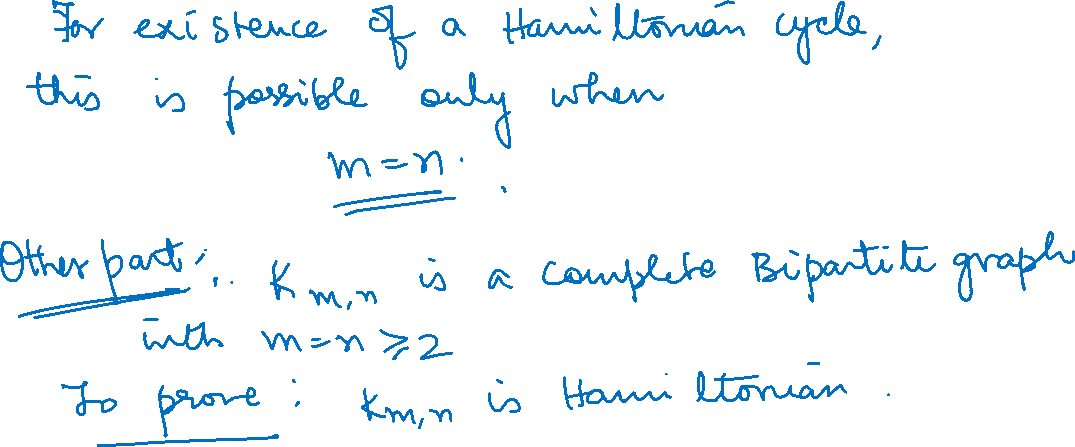 For existence of a Hamiltonian cycle,
this is possible only when
m = n.
Other part: K m,n is a complete Bipartite graph
with m = n ≥ 2
To prove: Km,n is Hamiltonian.